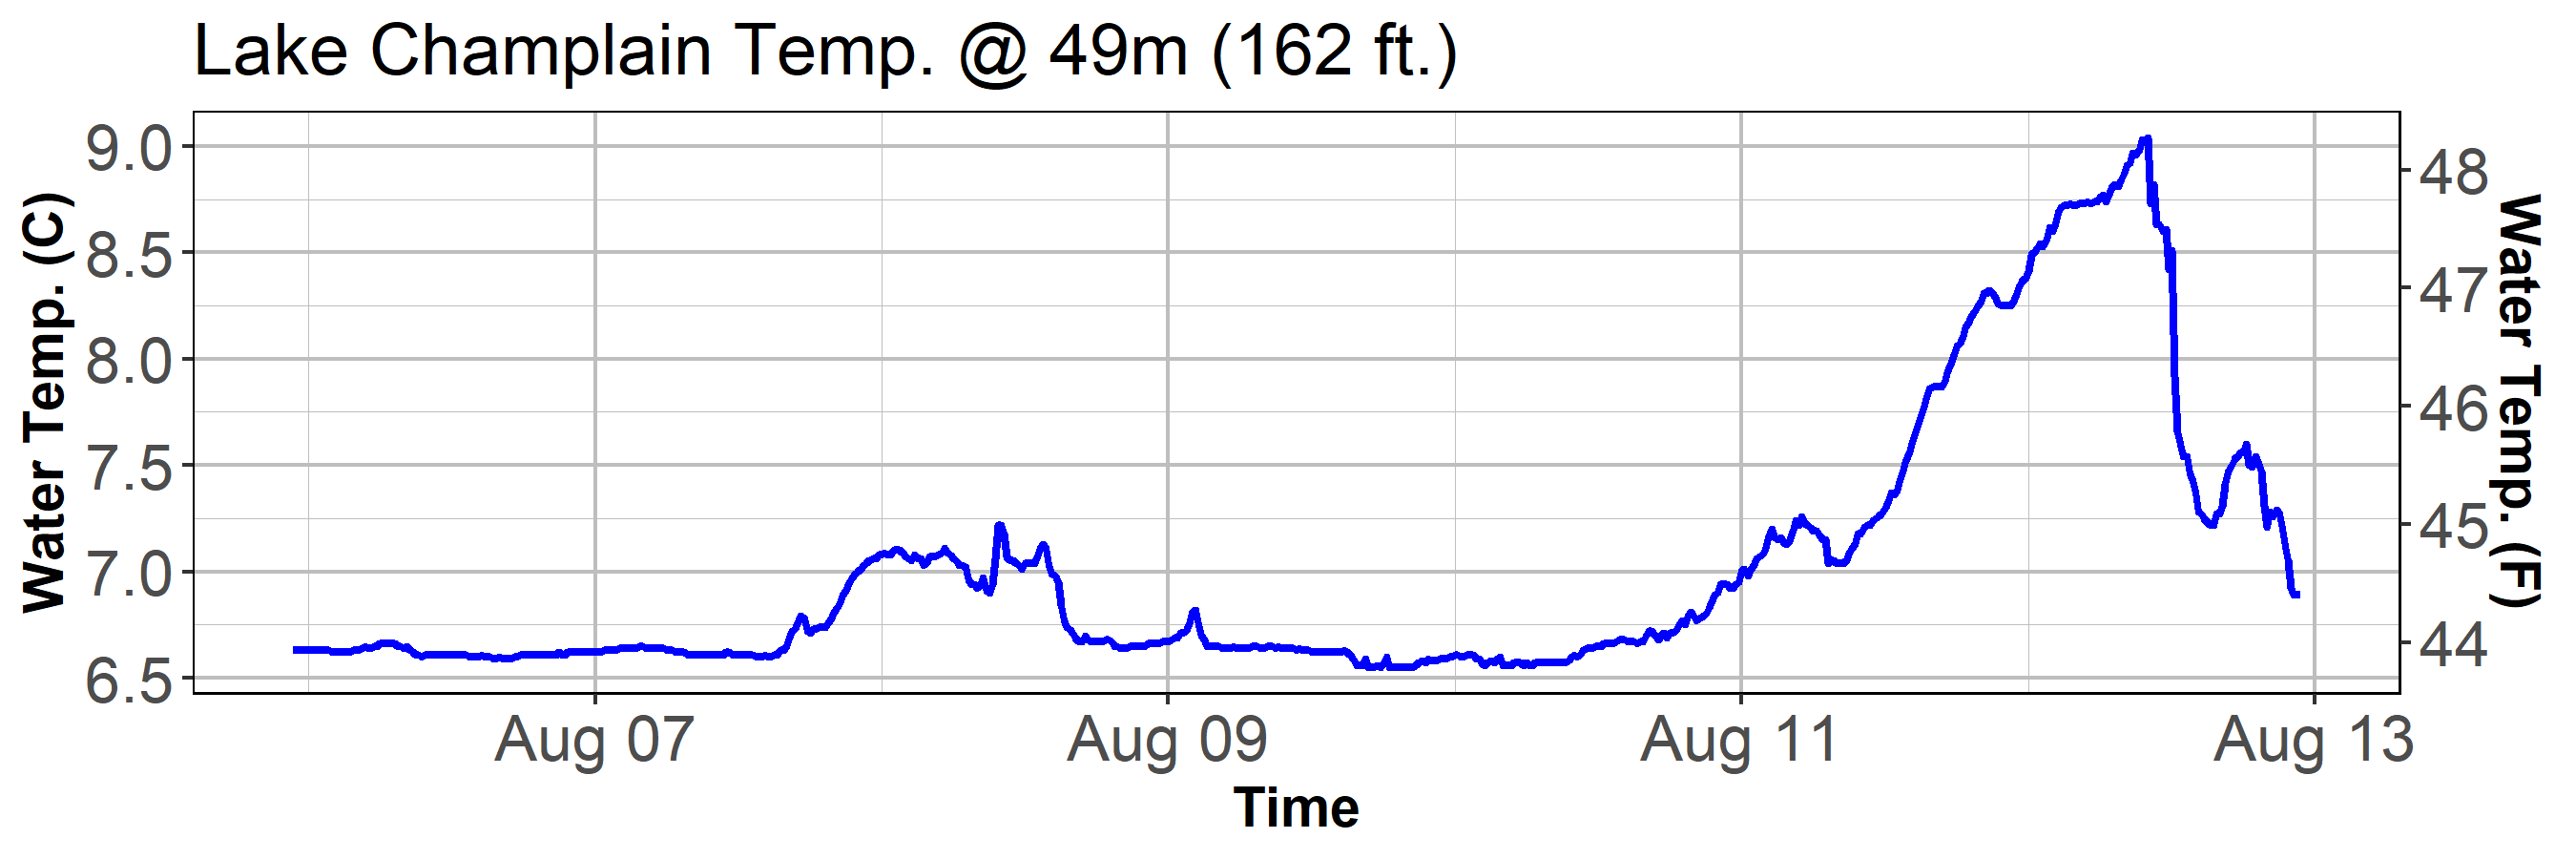 Lake Champlain Temp. @ 49m (162 ft.)
Water Temp. (C)
9.0
8.5
8.0
7.5
7.0
6.5
48
47
46
45
44
Water Temp. (F)
Aug 07
Aug 09
Aug 11
Aug 13
Time